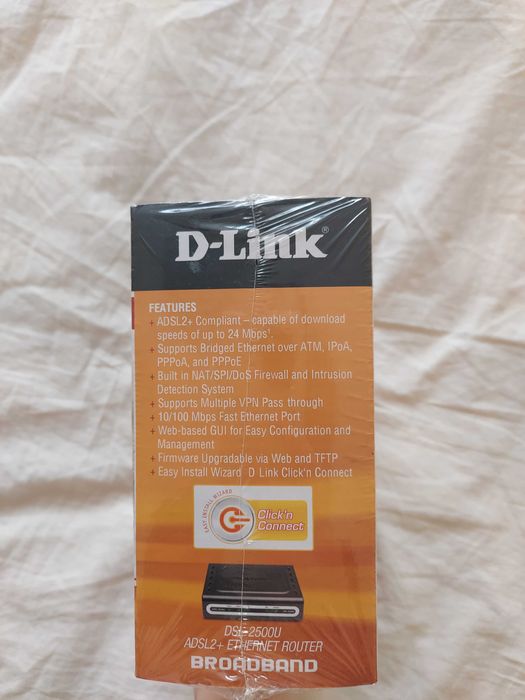 D-Link®
FEATURES
+ ADSL2+ Compliant – capable of download
speeds of up to 24 Mbps¹.
+ Supports Bridged Ethernet over ATM, IPoA,
PPPoA, and PPPoE
+ Built in NAT/SPI/DoS Firewall and Intrusion
Detection System
+ Supports Multiple VPN Pass through
+ 10/100 Mbps Fast Ethernet Port
+ Web-based GUI for Easy Configuration and
Management
+ Firmware Upgradable via Web and TFTP
+ Easy Install Wizard D Link Click'n Connect
EASY INSTALL WIZARD
Click'n
Connect
DSL-2500U
ADSL2+ ETHERNET ROUTER
BROADBAND